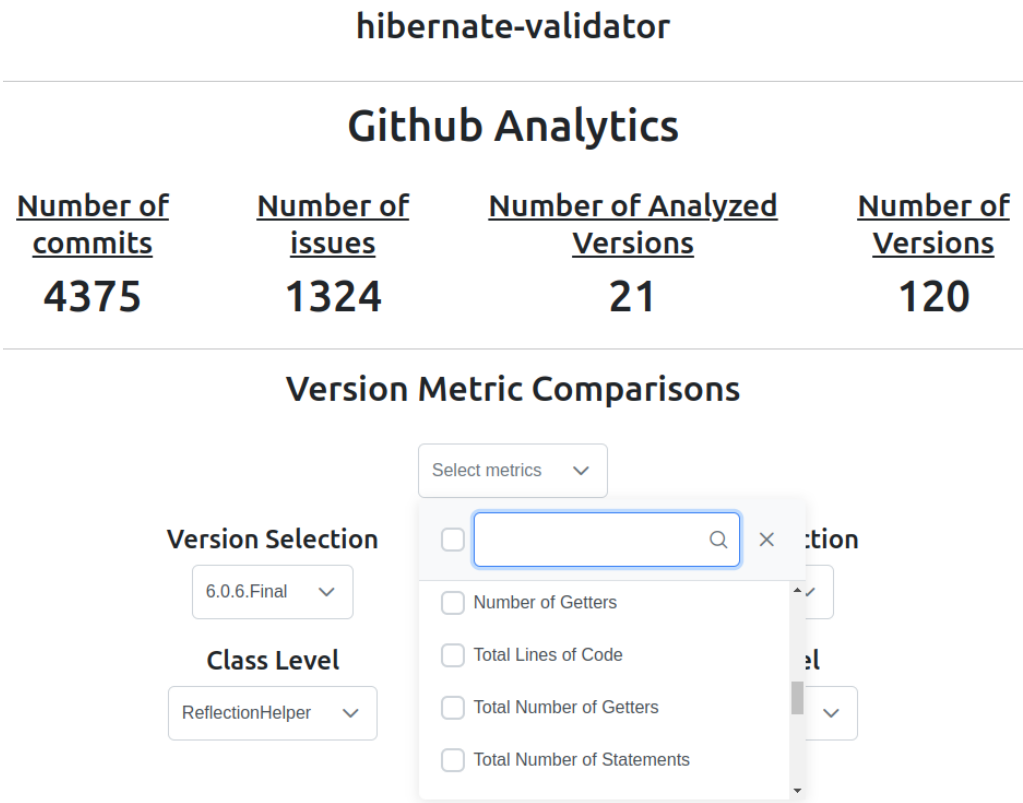 hibernate-validator
Github Analytics
Number of
commits
4375
Number of
issues
1324
Number of Analyzed
Versions
21
Number of
Versions
120
Version Metric Comparisons
Select metrics
Version Selection
6.0.6.Final
Class Level
ReflectionHelper
Number of Getters
Total Lines of Code
Total Number of Getters
Total Number of Statements
ction
el